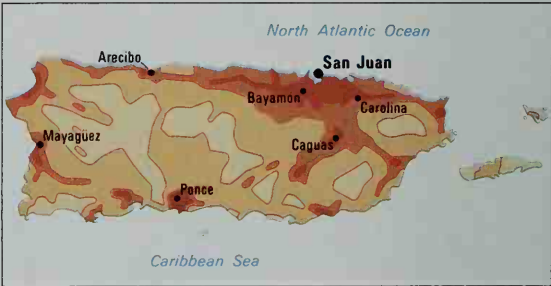 North Atlantic Ocean
Arecibo
San Juan
Bayamon
Carolina
Mayaguez
Caguas
Ponce
Caribbean Sea